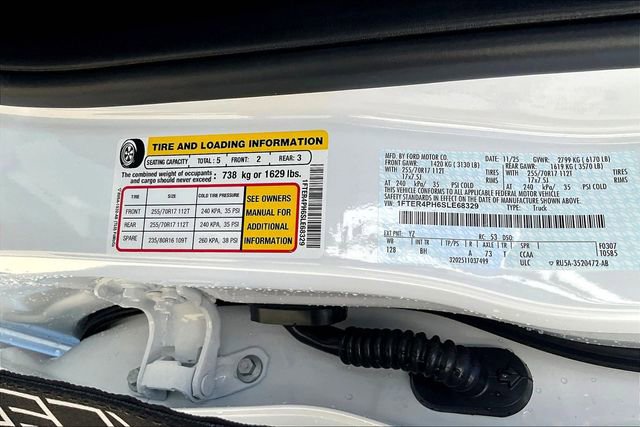 TIRE AND LOADING INFORMATION
SEATING CAPACITY TOTAL : 5 FRONT: 2 REAR: 3
The combined weight of occupants
and cargo should never exceed : 738 kg or 1629 lbs.
TIRE SIZE COLD TIRE PRESSURE
FRONT 255/70R17 112T 240 KPA, 35 PSI
REAR 255/70R17 112T 240 KPA, 35 PSI
SPARE 235/80R16 109T 260 KPA, 38 PSI
SEE OWNERS
MANUAL FOR
ADDITIONAL
INFORMATION
1FTER4PH6SLE68329
MFD. BY FORD MOTOR CO.
11/25 GVWR: 2799 KG ( 6170 LB)
FRONT GAWR: 1420 KG ( 3130 LB)
REAR GAWR: 1619 KG ( 3570 LB)
WITH 255/70R17 112T TIRES
WITH 255/70R17 112T TIRES
17x7.5J RIMS
17x7.5J RIMS
AT 240 kPa/ 35 PSI COLD
AT 240 kPa/ 35 PSI COLD
THIS VEHICLE CONFORMS TO ALL APPLICABLE FEDERAL MOTOR VEHICLE
SAFETY STANDARDS IN EFFECT ON THE DATE OF MANUFACTURE SHOWN ABOVE.
VIN: 1FTER4PH6SLE68329
TYPE: Truck
EXT PNT: YZ RC: 53 DSO:
WB INT TR TP/PS R AXLE TR SPR F0307
128 BH A 73 T CCAA T0585
3202511037499 ULC RU5A-3520472-AB